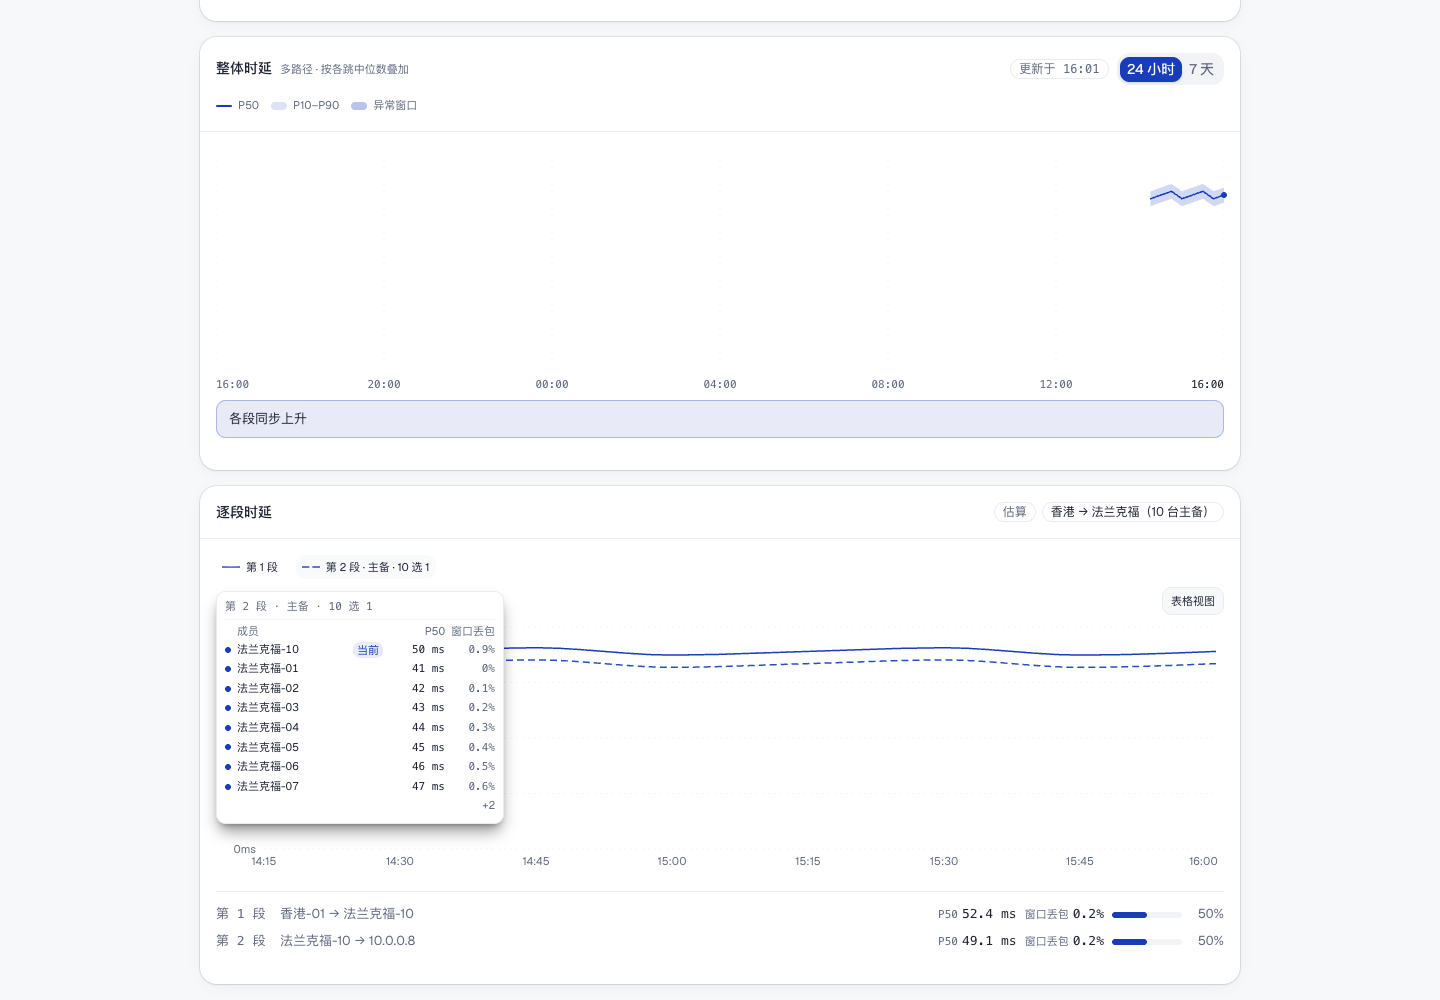 整体时延 多路径 · 按各跳中位数叠加 更新于 16:01 24 小时 7 天
P50 P10–P90 异常窗口
16:00 20:00 00:00 04:00 08:00 12:00 16:00
各段同步上升
逐段时延 估算 香港 → 法兰克福（10 台主备）
第 1 段 第 2 段 · 主备 · 10 选 1
表格视图
第 2 段 · 主备 · 10 选 1
成员 P50 窗口丢包
法兰克福-10 当前 50 ms 0.9%
法兰克福-01 41 ms 0%
法兰克福-02 42 ms 0.1%
法兰克福-03 43 ms 0.2%
法兰克福-04 44 ms 0.3%
法兰克福-05 45 ms 0.4%
法兰克福-06 46 ms 0.5%
法兰克福-07 47 ms 0.6%
+2
0ms
14:15 14:30 14:45 15:00 15:15 15:30 15:45 16:00
第 1 段 香港-01 → 法兰克福-10 P50 52.4 ms 窗口丢包 0.2% 50%
第 2 段 法兰克福-10 → 10.0.0.8 P50 49.1 ms 窗口丢包 0.2% 50%